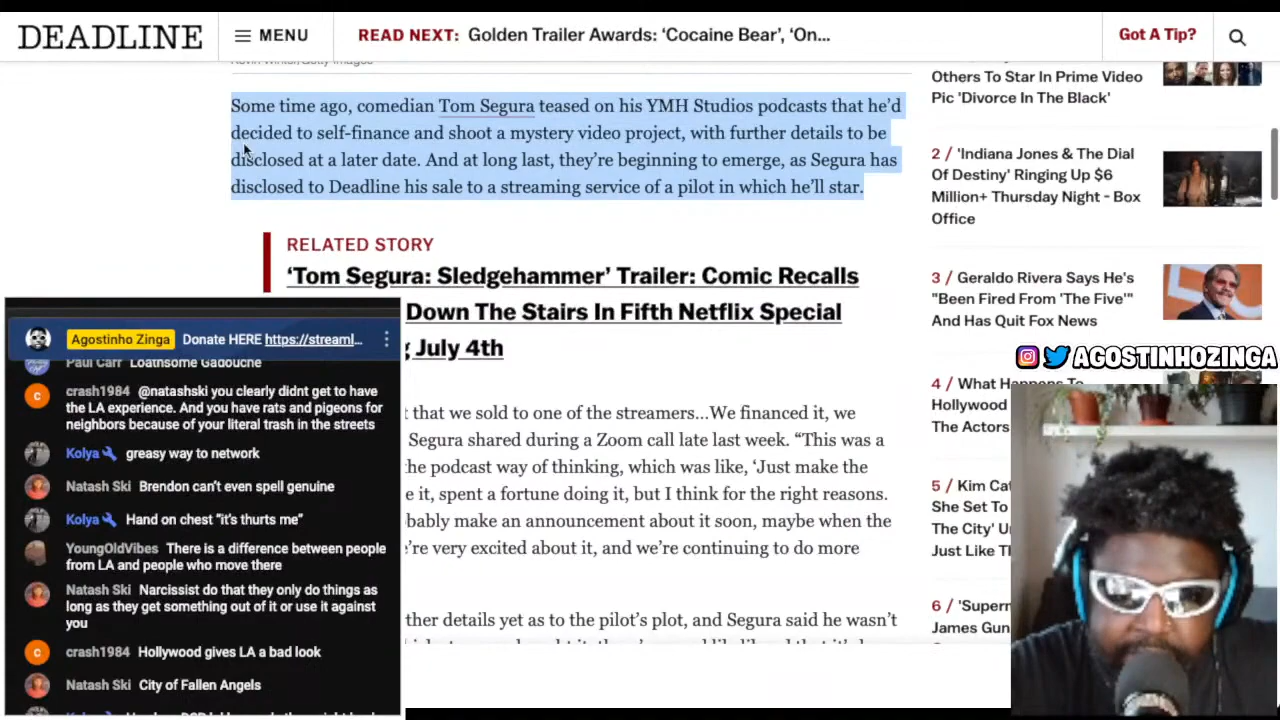 DEADLINE
MENU
READ NEXT: Golden Trailer Awards: ‘Cocaine Bear’, ‘On...
Got A Tip?
Some time ago, comedian Tom Segura teased on his YMH Studios podcasts that he’d
decided to self-finance and shoot a mystery video project, with further details to be
disclosed at a later date. And at long last, they’re beginning to emerge, as Segura has
disclosed to Deadline his sale to a streaming service of a pilot in which he’ll star.
RELATED STORY
‘Tom Segura: Sledgehammer’ Trailer: Comic Recalls
Down The Stairs In Fifth Netflix Special
July 4th
that we sold to one of the streamers…We financed it, we
Segura shared during a Zoom call late last week. “This was a
he podcast way of thinking, which was like, ‘Just make the
e it, spent a fortune doing it, but I think for the right reasons.
bably make an announcement about it soon, maybe when the
’re very excited about it, and we’re continuing to do more
ther details yet as to the pilot’s plot, and Segura said he wasn’t
Others To Star In Prime Video
Pic 'Divorce In The Black'
2 / 'Indiana Jones & The Dial
Of Destiny' Ringing Up $6
Million+ Thursday Night - Box
Office
3 / Geraldo Rivera Says He's
"Been Fired From 'The Five'"
And Has Quit Fox News
4 / What Happens To
Hollywood
The Actors
5 / Kim Cat
She Set To
The City' U
Just Like T
6 / 'Supern
James Gun
AGOSTINHOZINGA
Agostinho Zinga Donate HERE https://streaml...
Paul Carr Loathsome Gadouche
crash1984 @natashski you clearly didnt get to have
the LA experience. And you have rats and pigeons for
neighbors because of your literal trash in the streets
Kolya greasy way to network
Natash Ski Brendon can’t even spell genuine
Kolya Hand on chest “it’s thurts me”
YoungOldVibes There is a difference between people
from LA and people who move there
Natash Ski Narcissist do that they only do things as
long as they get something out of it or use it against
you
crash1984 Hollywood gives LA a bad look
Natash Ski City of Fallen Angels